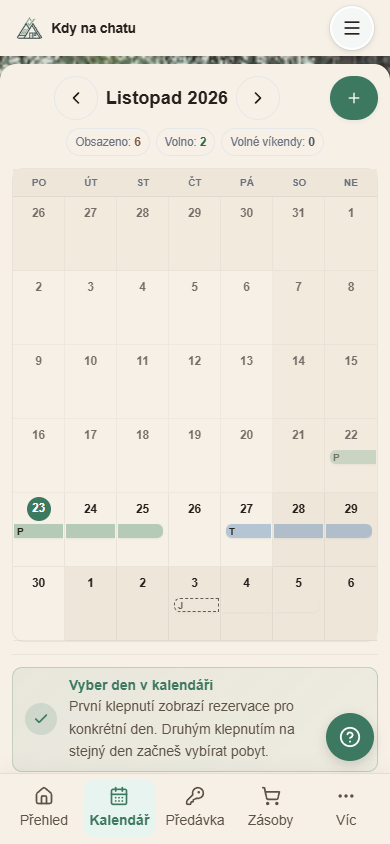 Kdy na chatu
Listopad 2026
Obsazeno: 6 Volno: 2 Volné víkendy: 0
PO ÚT ST ČT PÁ SO NE
26 27 28 29 30 31 1
2 3 4 5 6 7 8
9 10 11 12 13 14 15
16 17 18 19 20 21 22
P
23 24 25 26 27 28 29
P T
30 1 2 3 4 5 6
J
Vyber den v kalendáři
První klepnutí zobrazí rezervace pro
konkrétní den. Druhým klepnutím na
stejný den začneš vybírat pobyt.
Přehled Kalendář Předávka Zásoby Víc